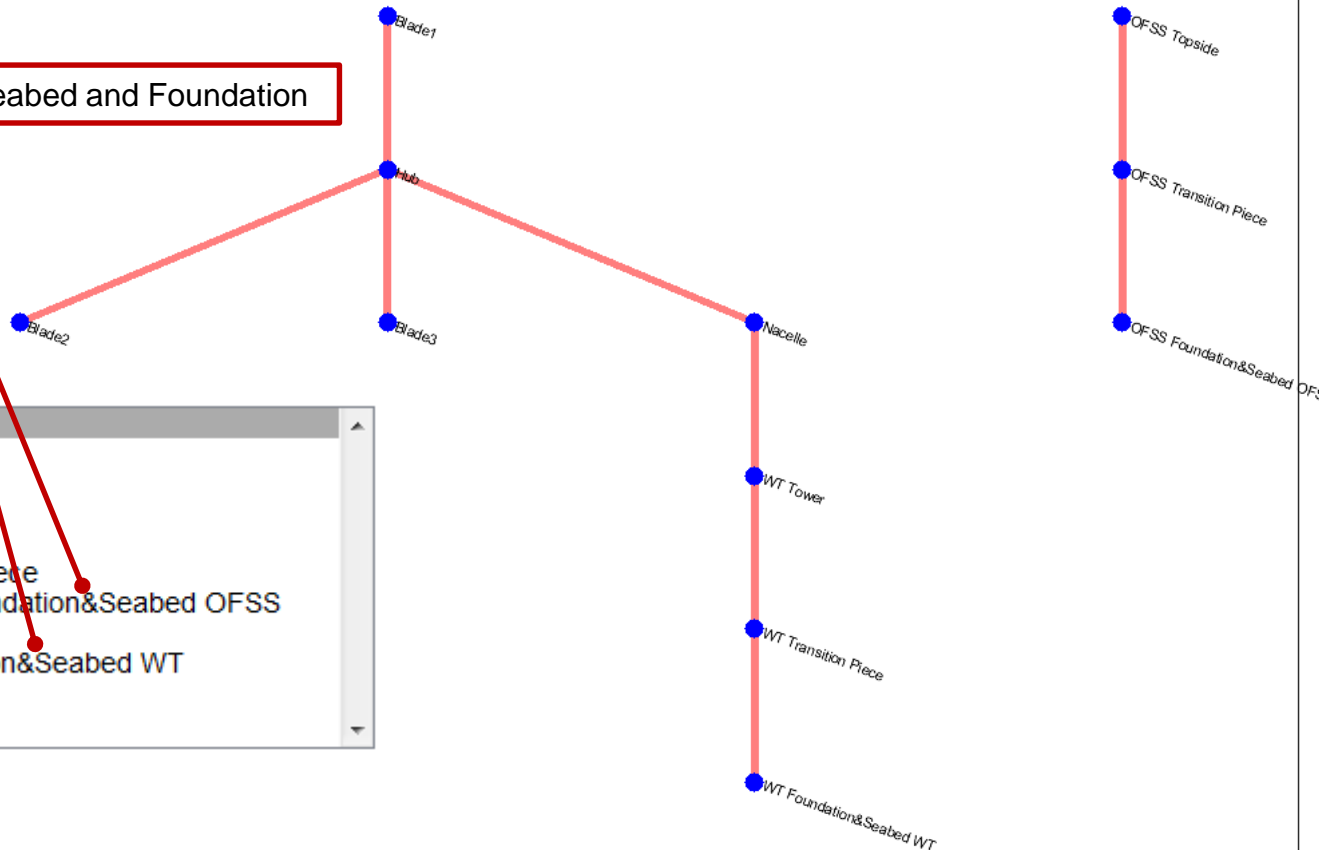 Blade1
OFSS Topside
eabed and Foundation
Hub
OFSS Transition Piece
Blade2
Blade3
Nacelle
OFSS Foundation&Seabed OFS
WT Tower
ece
dation&Seabed OFSS
n&Seabed WT
WT Transition Piece
WT Foundation&Seabed WT